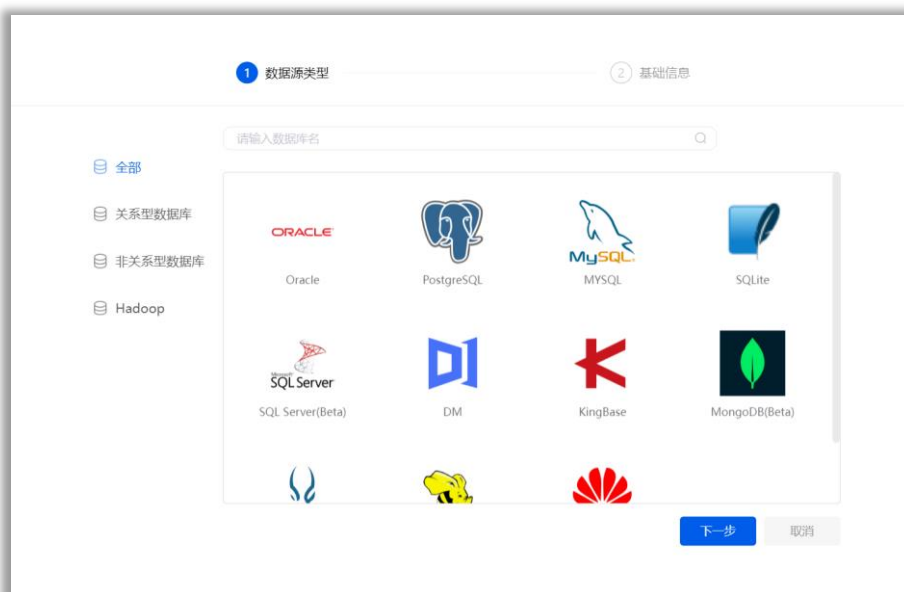 1 数据源类型
2 基础信息
请输入数据库名
全部
关系型数据库
非关系型数据库
Hadoop
ORACLE
MySQL
Oracle
PostgreSQL
MYSQL
SQLite
Microsoft
SQL Server
SQL Server(Beta)
DM
KingBase
MongoDB(Beta)
下一步
取消